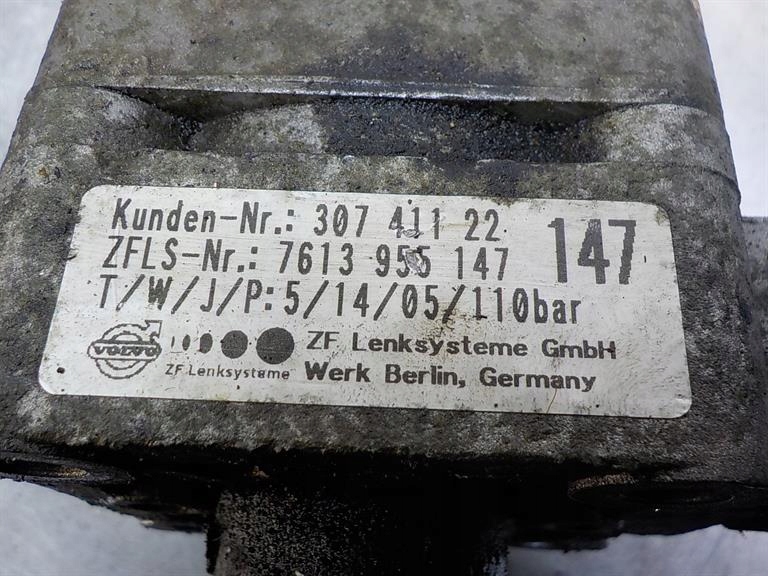 Kunden-Nr.: 307 411 22
ZFLS-Nr.: 7613 955 147 147
T/W/J/P:5/14/05/110bar
VOLVO ZF Lenksysteme GmbH
ZF Lenksysteme Werk Berlin, Germany